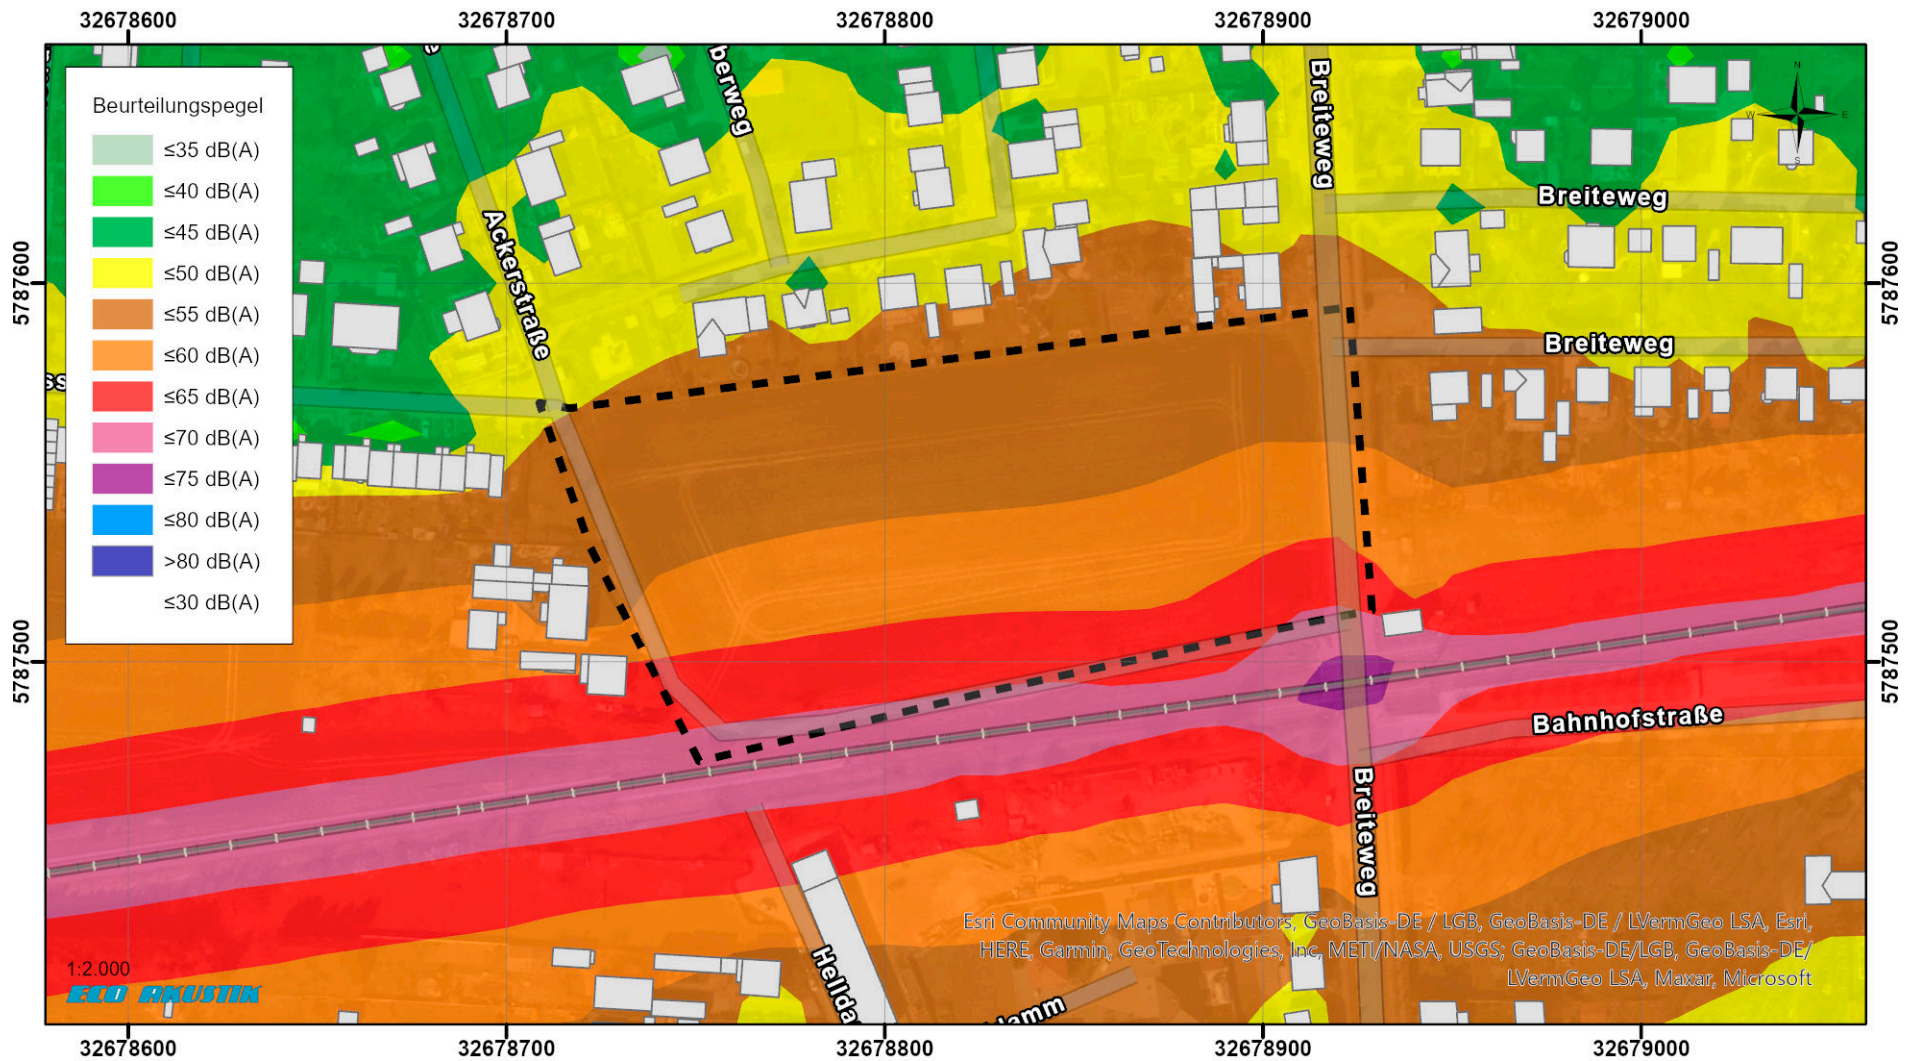 32678600 32678700 32678800 32678900 32679000
5787600
5787500
5787600
5787500
Beurteilungspegel
≤35 dB(A)
≤40 dB(A)
≤45 dB(A)
≤50 dB(A)
≤55 dB(A)
≤60 dB(A)
≤65 dB(A)
≤70 dB(A)
≤75 dB(A)
≤80 dB(A)
>80 dB(A)
≤30 dB(A)
berweg
Breiteweg
N
W E
S
Breiteweg
Ackerstraße
Breiteweg
ss
Bahnhofstraße
Breiteweg
Hellda
damm
Esri Community Maps Contributors, GeoBasis-DE / LGB, GeoBasis-DE / LVermGeo LSA, Esri,
HERE, Garmin, GeoTechnologies, Inc, METI/NASA, USGS; GeoBasis-DE/LGB, GeoBasis-DE/
LVermGeo LSA, Maxar, Microsoft
1:2.000
ECO AKUSTIK
32678600 32678700 32678800 32678900 32679000